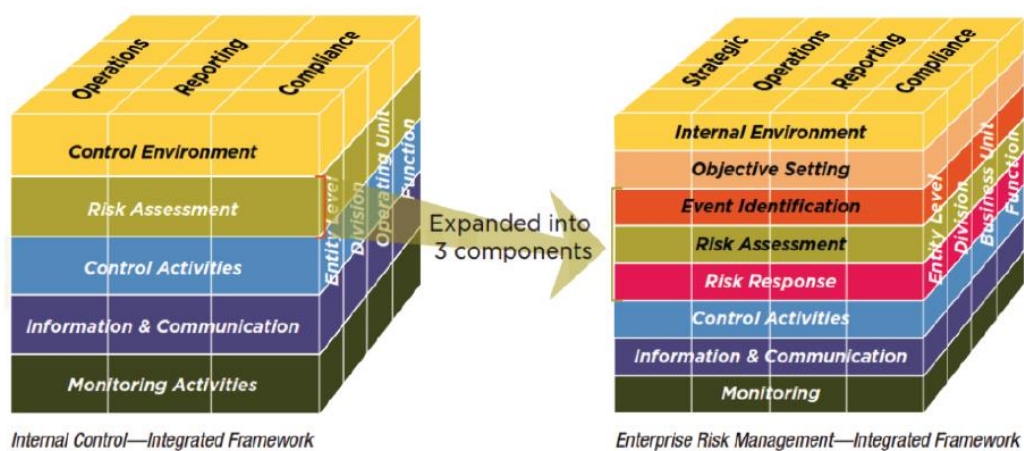 Operations
Reporting
Compliance
Control Environment
Risk Assessment
Control Activities
Information & Communication
Monitoring Activities
Entity Level
Division
Operating Unit
Function
Internal Control—Integrated Framework
Expanded into
3 components
Strategic
Operations
Reporting
Compliance
Internal Environment
Objective Setting
Event Identification
Risk Assessment
Risk Response
Control Activities
Information & Communication
Monitoring
Entity Level
Division
Business Unit
Function
Enterprise Risk Management—Integrated Framework